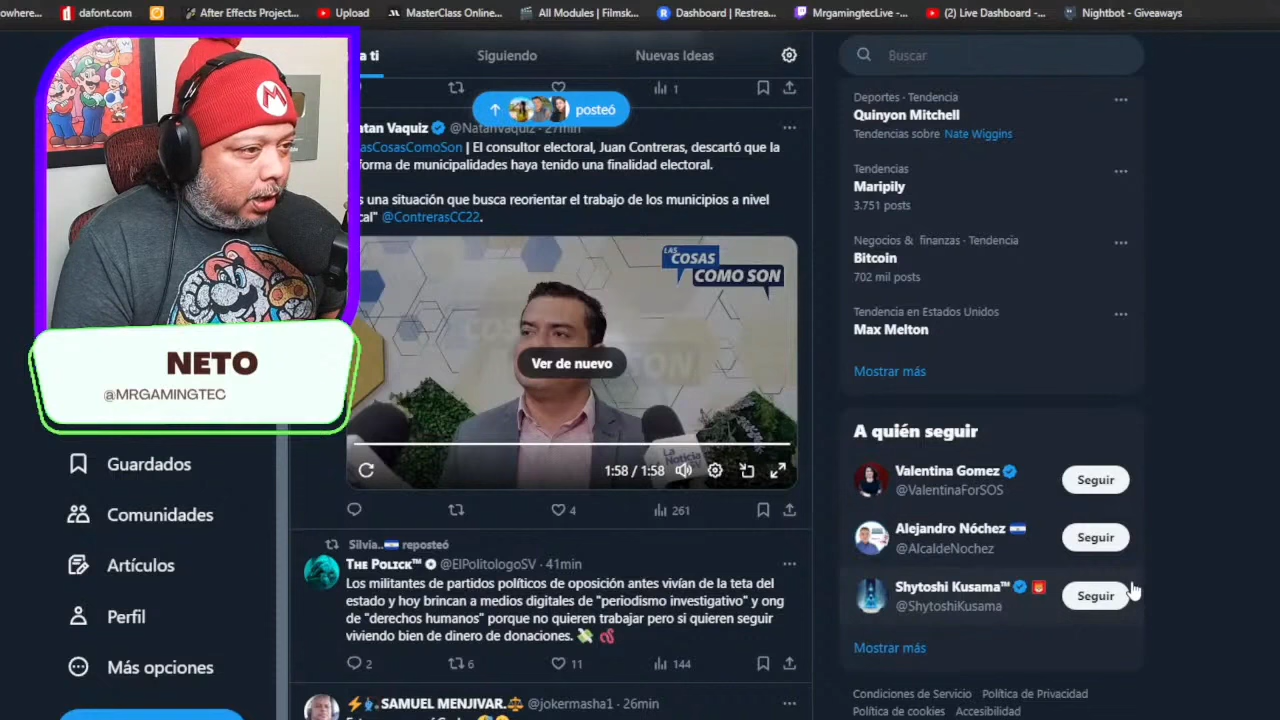 owhere...
dafont.com
After Effects Project...
Upload
MasterClass Online...
All Modules | Filmsk...
Dashboard | Restrea...
MrgamingtecLive -...
(2) Live Dashboard -...
Nightbot - Giveaways
a ti
Siguiendo
Nuevas Ideas
Buscar
1
posteó
atan Vaquiz @NatanVaquiz · 27min
asCosasComoSon | El consultor electoral, Juan Contreras, descartó que la
forma de municipalidades haya tenido una finalidad electoral.
s una situación que busca reorientar el trabajo de los municipios a nivel
cal" @ContrerasCC22.
LAS
COSAS
COMO SON
Ver de nuevo
La
Noticia
1:58 / 1:58
4
261
Silvia.. reposteó
THE POLICK™ @ElPolitologoSV · 41min
Los militantes de partidos políticos de oposición antes vivían de la teta del
estado y hoy brincan a medios digitales de "periodismo investigativo" y ong
de "derechos humanos" porque no quieren trabajar pero si quieren seguir
viviendo bien de dinero de donaciones.
2
6
11
144
SAMUEL MENJIVAR. @jokermasha1 · 26min
NETO
@MRGAMINGTEC
M
Guardados
Comunidades
Artículos
Perfil
Más opciones
Deportes · Tendencia
Quinyon Mitchell
Tendencias sobre Nate Wiggins
Tendencias
Maripily
3.751 posts
Negocios & finanzas · Tendencia
Bitcoin
702 mil posts
Tendencia en Estados Unidos
Max Melton
Mostrar más
A quién seguir
Valentina Gomez
@ValentinaForSOS
Seguir
Alejandro Nóchez
@AlcaldeNochez
Seguir
Shytoshi Kusama™
@ShytoshiKusama
Seguir
Mostrar más
Condiciones de Servicio Política de Privacidad
Política de cookies Accesibilidad